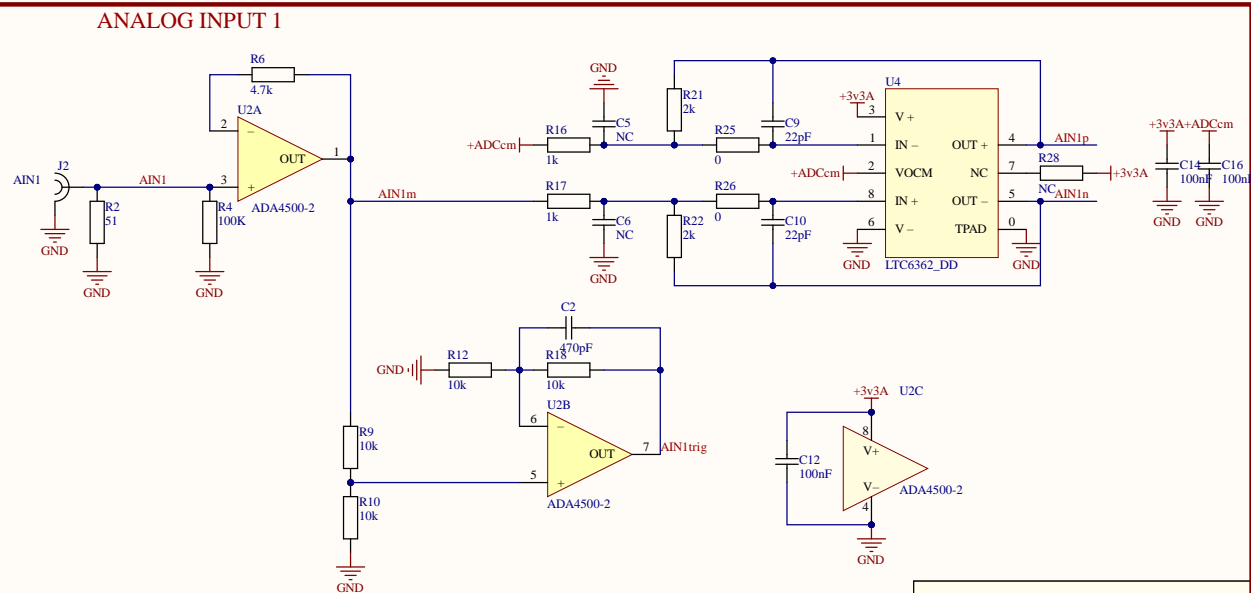 ANALOG INPUT 1
R6
4.7k
U2A
2
−
OUT
1
3
+
ADA4500-2
J2
AIN1
AIN1
R2
51
R4
100K
GND
GND
GND
AIN1m
GND
C5
NC
R16
1k
+ADCcm
R17
1k
C6
NC
GND
R21
2k
R25
0
C9
22pF
R26
0
R22
2k
C10
22pF
U4
+3v3A
3
V +
1
IN −
+ADCcm
2
VOCM
8
IN +
6
V −
GND
OUT +
4
AIN1p
NC
7
R28
NC
+3v3A
OUT −
5
AIN1n
TPAD
0
GND
LTC6362_DD
+3v3A
+ADCcm
C14
100nF
C16
GND
GND
C2
470pF
GND
R12
10k
R18
10k
U2B
6
−
OUT
7
AIN1trig
5
+
ADA4500-2
R9
10k
R10
10k
GND
+3v3A
U2C
8
V+
C12
100nF
V−
ADA4500-2
4
GND